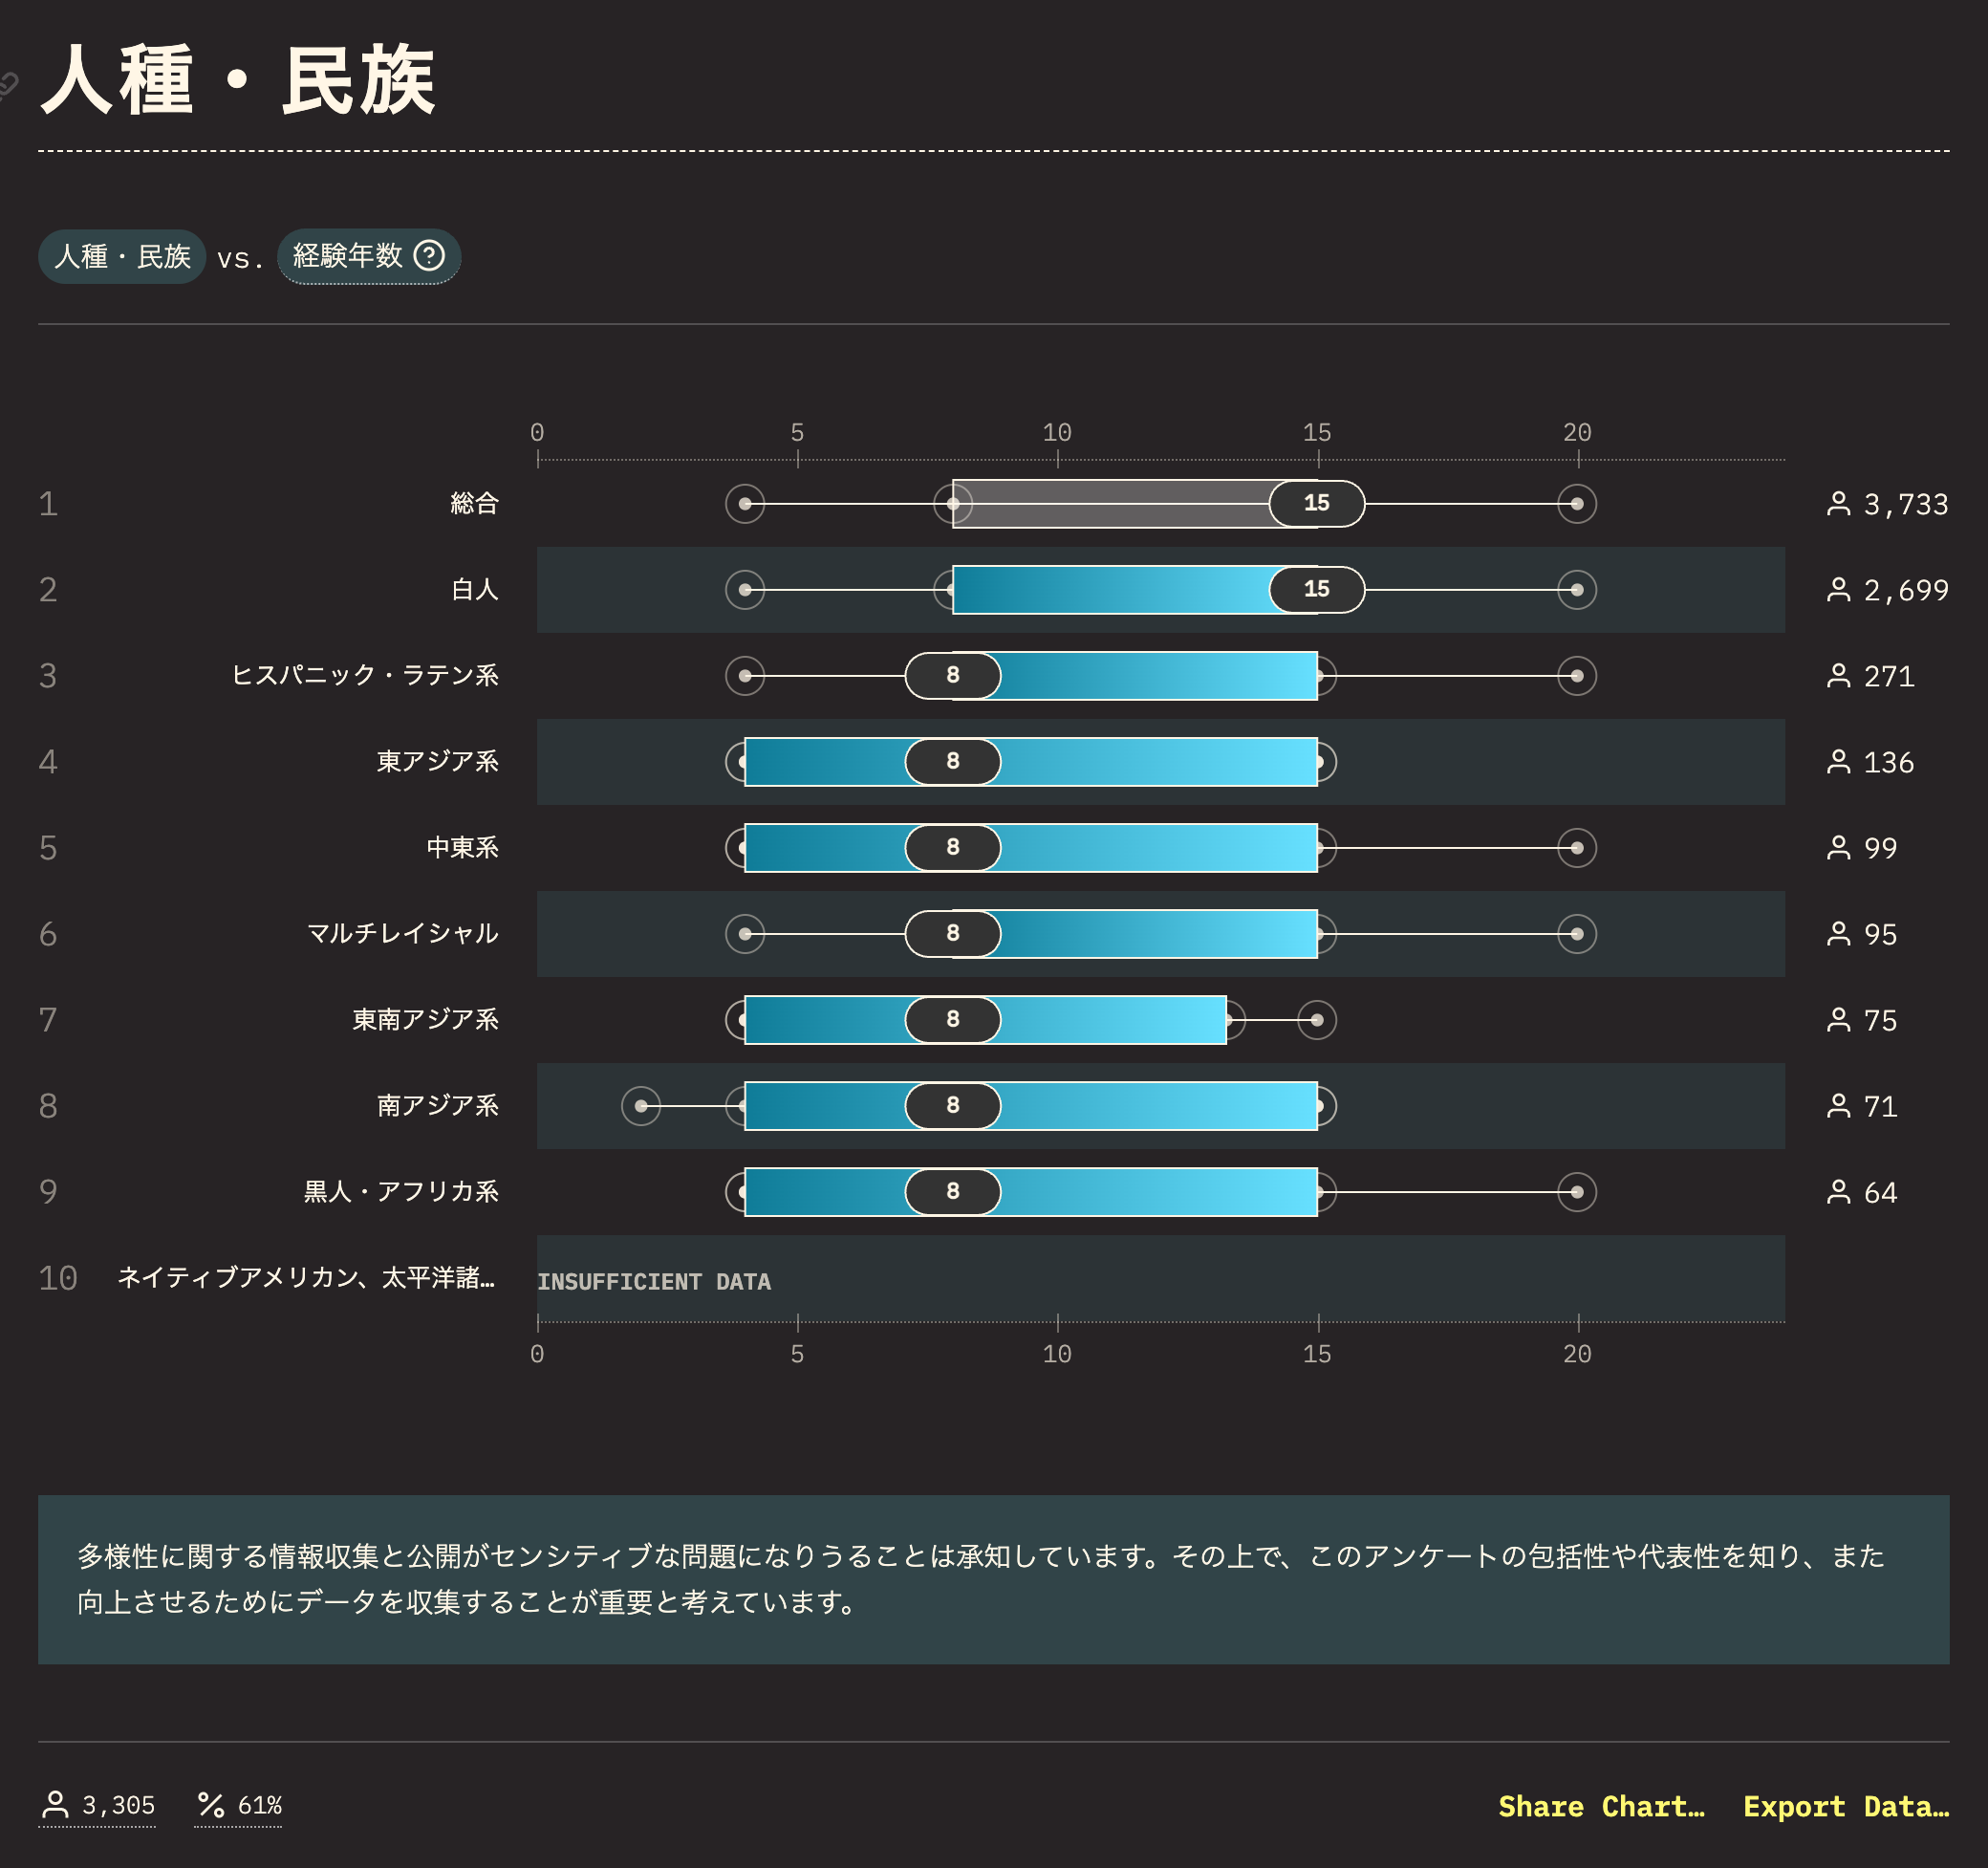 人種・民族
人種・民族 vs. 経験年数
0 5 10 15 20
1 総合 15 3,733
2 白人 15 2,699
3 ヒスパニック・ラテン系 8 271
4 東アジア系 8 136
5 中東系 8 99
6 マルチレイシャル 8 95
7 東南アジア系 8 75
8 南アジア系 8 71
9 黒人・アフリカ系 8 64
10 ネイティブアメリカン、太平洋諸… INSUFFICIENT DATA
0 5 10 15 20
多様性に関する情報収集と公開がセンシティブな問題になりうることは承知しています。その上で、このアンケートの包括性や代表性を知り、また
向上させるためにデータを収集することが重要と考えています。
3,305 61% Share Chart… Export Data…